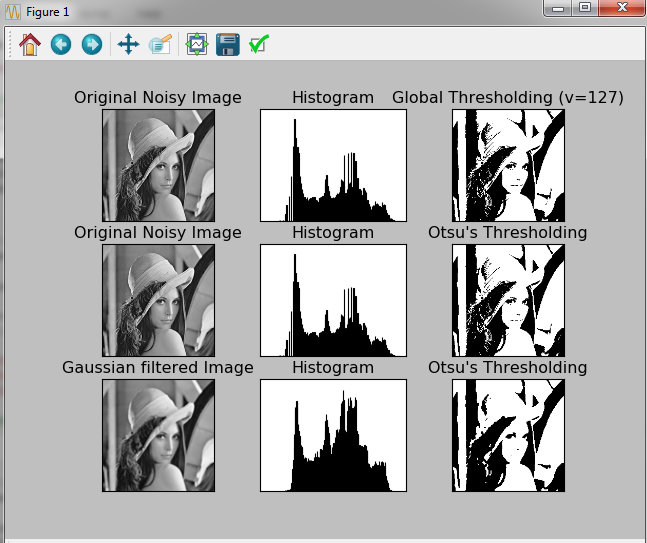 Figure 1
Original Noisy Image
Histogram
Global Thresholding (v=127)
Original Noisy Image
Histogram
Otsu's Thresholding
Gaussian filtered Image
Histogram
Otsu's Thresholding